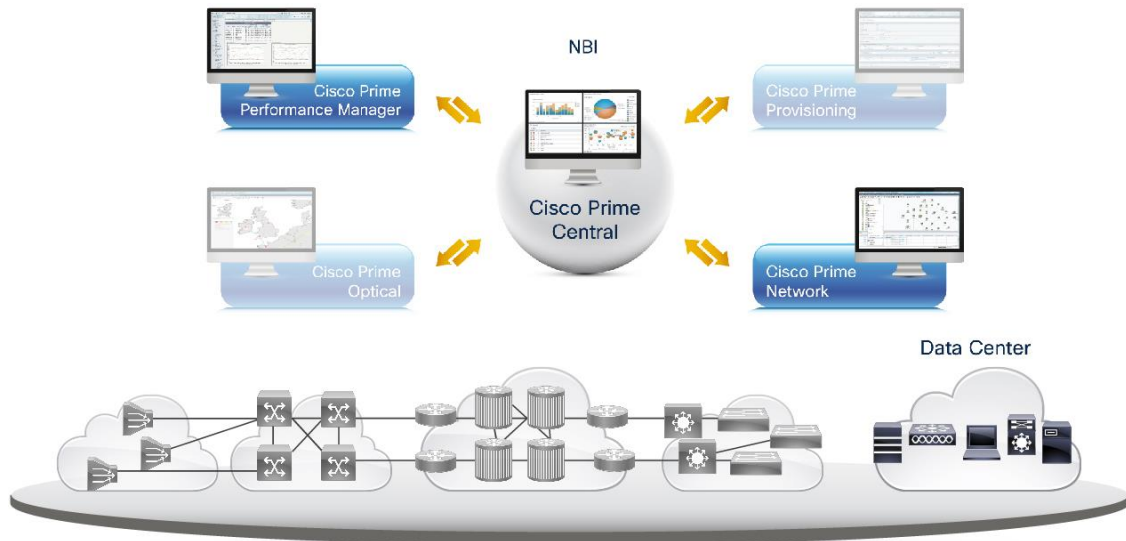 NBI
Cisco Prime
Performance Manager
Cisco Prime
Provisioning
Cisco Prime
Central
Cisco Prime
Optical
Cisco Prime
Network
Data Center